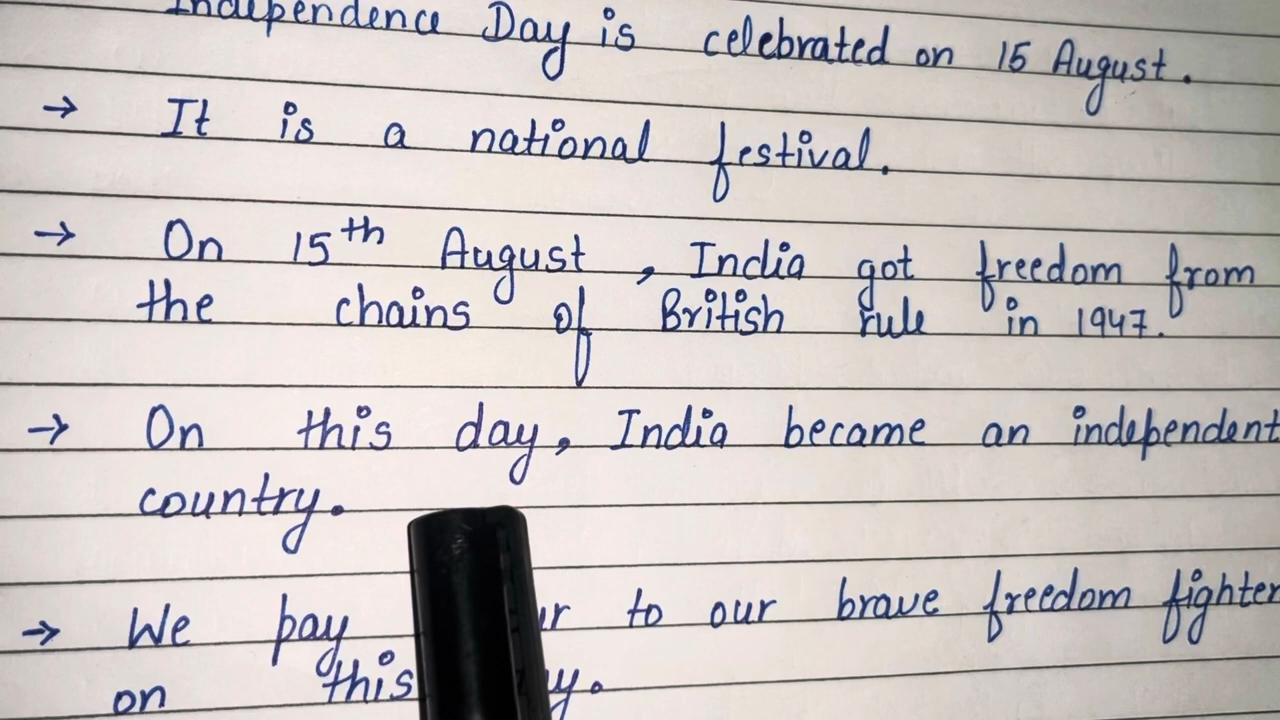 Independence Day is celebrated on 15 August.
→ It is a national festival.
→ On 15th August, India got freedom from
the chains of British rule in 1947.
→ On this day, India became an independent
country.
→ We pay to our brave freedom fighter
on this